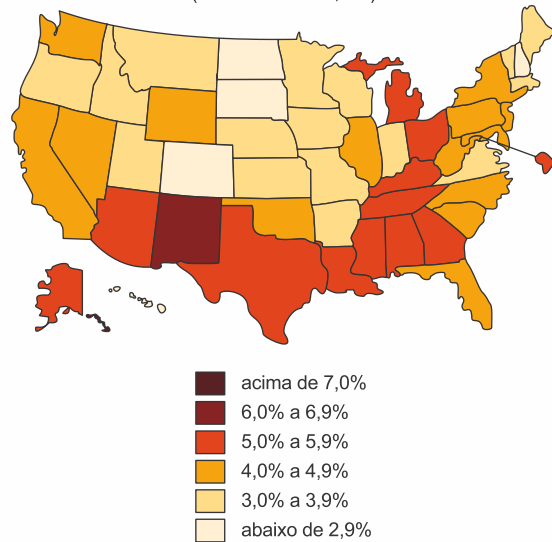 acima de 7,0%
6,0% a 6,9%
5,0% a 5,9%
4,0% a 4,9%
3,0% a 3,9%
abaixo de 2,9%